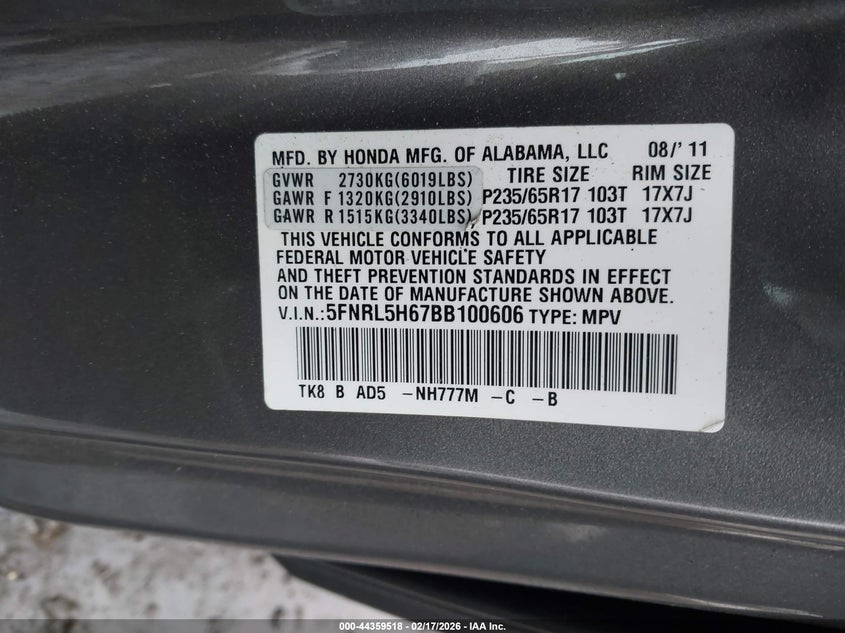 MFD. BY HONDA MFG. OF ALABAMA, LLC 08/' 11
GVWR 2730KG(6019LBS) TIRE SIZE RIM SIZE
GAWR F 1320KG(2910LBS) P235/65R17 103T 17X7J
GAWR R 1515KG(3340LBS) P235/65R17 103T 17X7J
THIS VEHICLE CONFORMS TO ALL APPLICABLE
FEDERAL MOTOR VEHICLE SAFETY
AND THEFT PREVENTION STANDARDS IN EFFECT
ON THE DATE OF MANUFACTURE SHOWN ABOVE.
V.I.N.: 5FNRL5H67BB100606 TYPE: MPV
TK8 B AD5 -NH777M -C -B
000-44359518 - 02/17/2026 - IAA Inc.